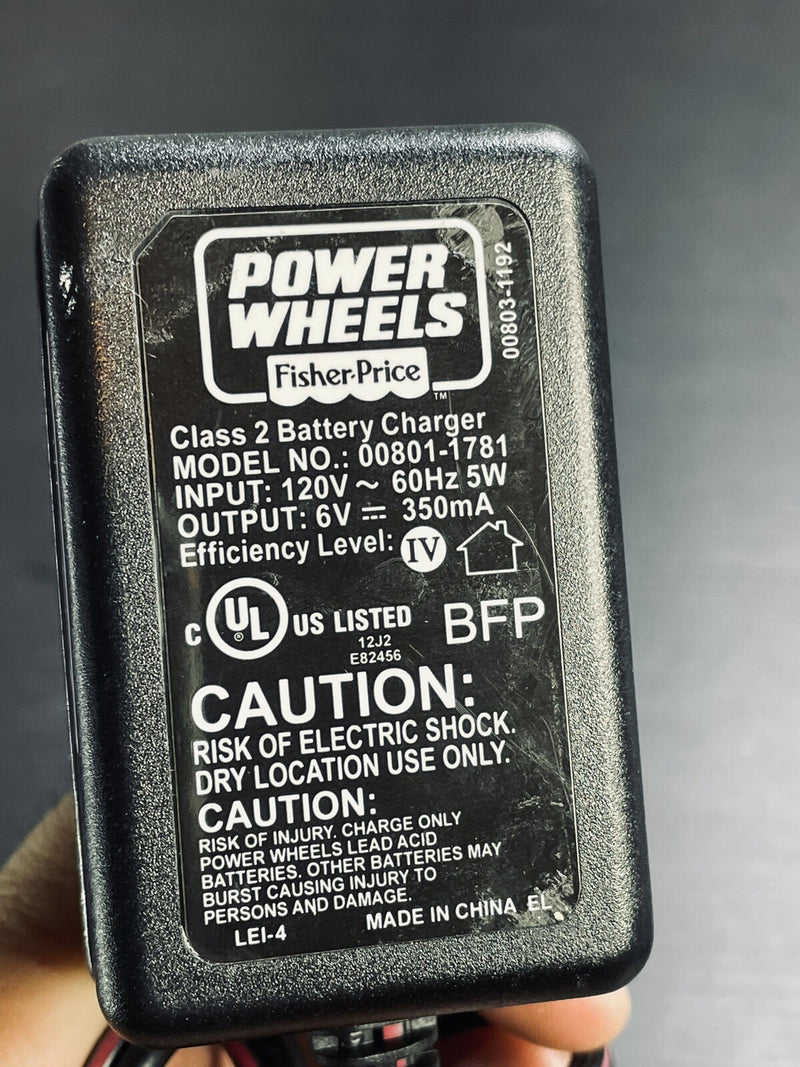 POWER
WHEELS
Fisher-Price
™
00803-1192
Class 2 Battery Charger
MODEL NO.: 00801-1781
INPUT: 120V ~ 60Hz 5W
OUTPUT: 6V ⎓ 350mA
Efficiency Level: IV
C UL ® US LISTED
12J2
E82456
BFP
CAUTION:
RISK OF ELECTRIC SHOCK.
DRY LOCATION USE ONLY.
CAUTION:
RISK OF INJURY. CHARGE ONLY
POWER WHEELS LEAD ACID
BATTERIES. OTHER BATTERIES MAY
BURST CAUSING INJURY TO
PERSONS AND DAMAGE.
LEI-4 MADE IN CHINA EL